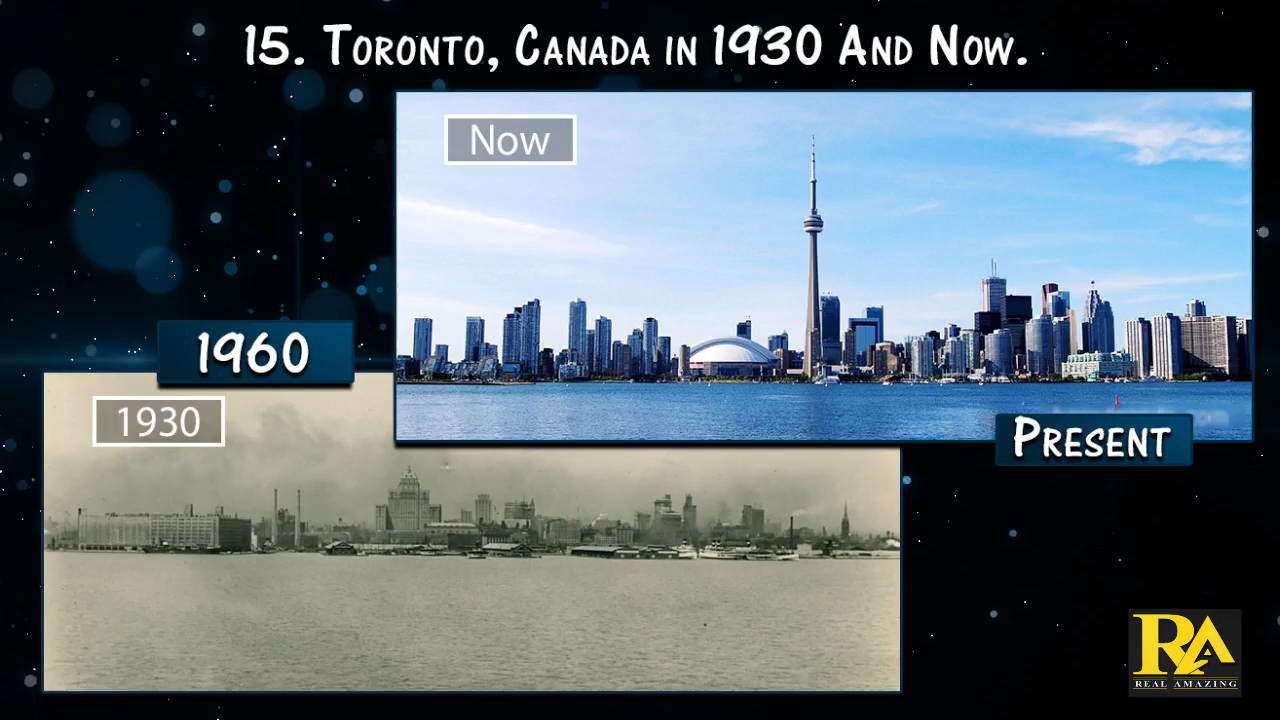 15. Toronto, Canada in 1930 And Now.
Now
1960
1930
Present
RA
REAL AMAZING